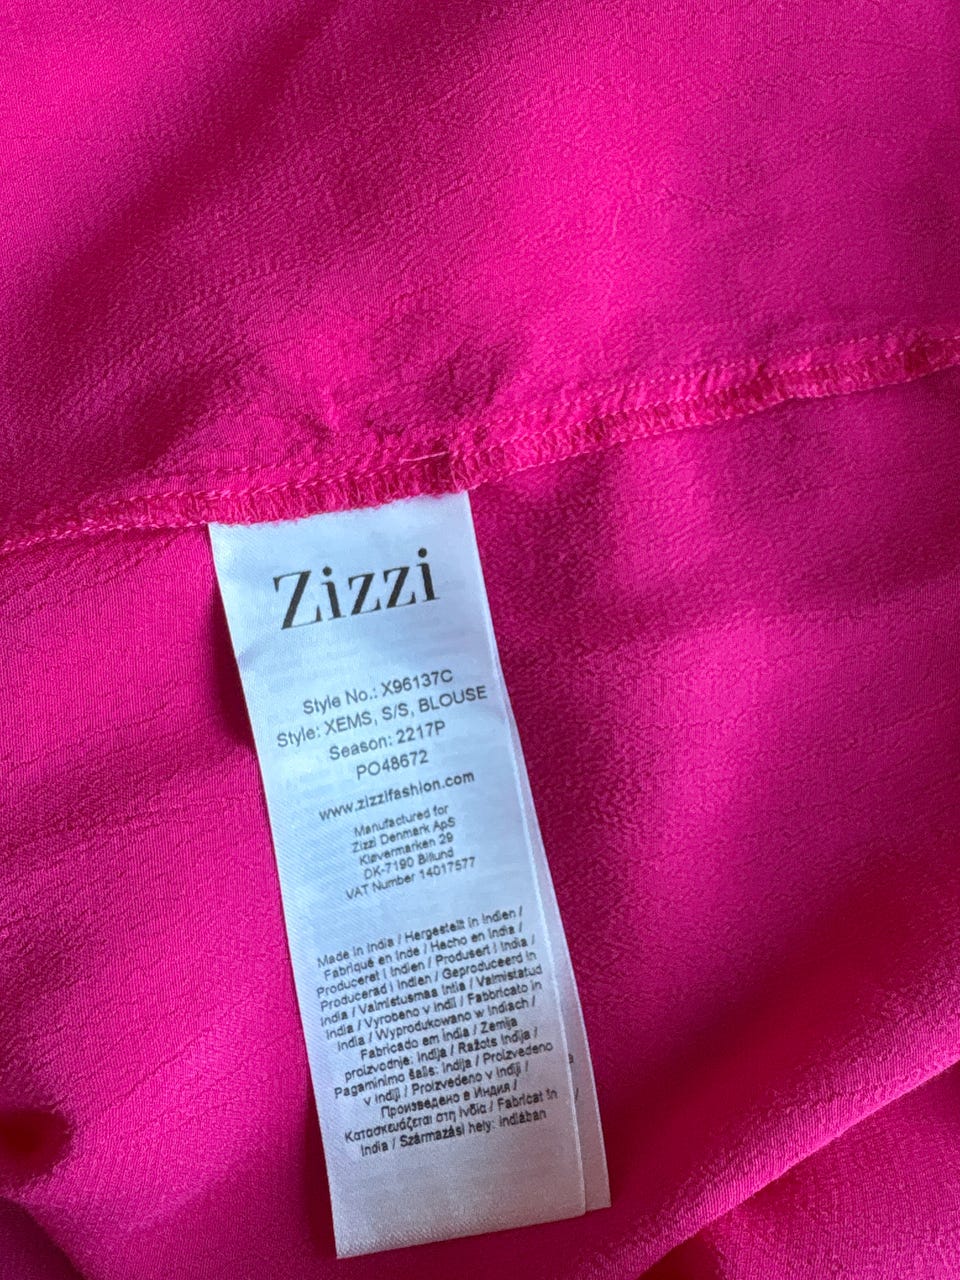 Zizzi
Style No.: X96137C
Style: XEMS, S/S, BLOUSE
Season: 2217P
PO48672
www.zizzifashion.com
Manufactured for
Zizzi Denmark ApS
Kløvermarken 29
DK-7190 Billund
VAT Number 14017577
Made in India / Hergestellt in Indien /
Fabriqué en Inde / Hecho en India /
Produceret i Indien / Produsert i India /
Producerad i Indien / Geproduceerd in
India / Valmistusmaa Intia / Valmistatud
India / Vyrobeno v Indii / Fabbricato in
India / Wyprodukowano w Indiach /
Fabricado em India / Zemlja
proizvodnje: Indija / Ražots Indija /
Pagaminimo šalis: Indija / Proizvedeno
v Indiji / Proizvedeno v Indiji /
Произведено в Индия /
Κατασκευάζεται στη Ινδία / Fabricat în
India / Származási hely: Indiában